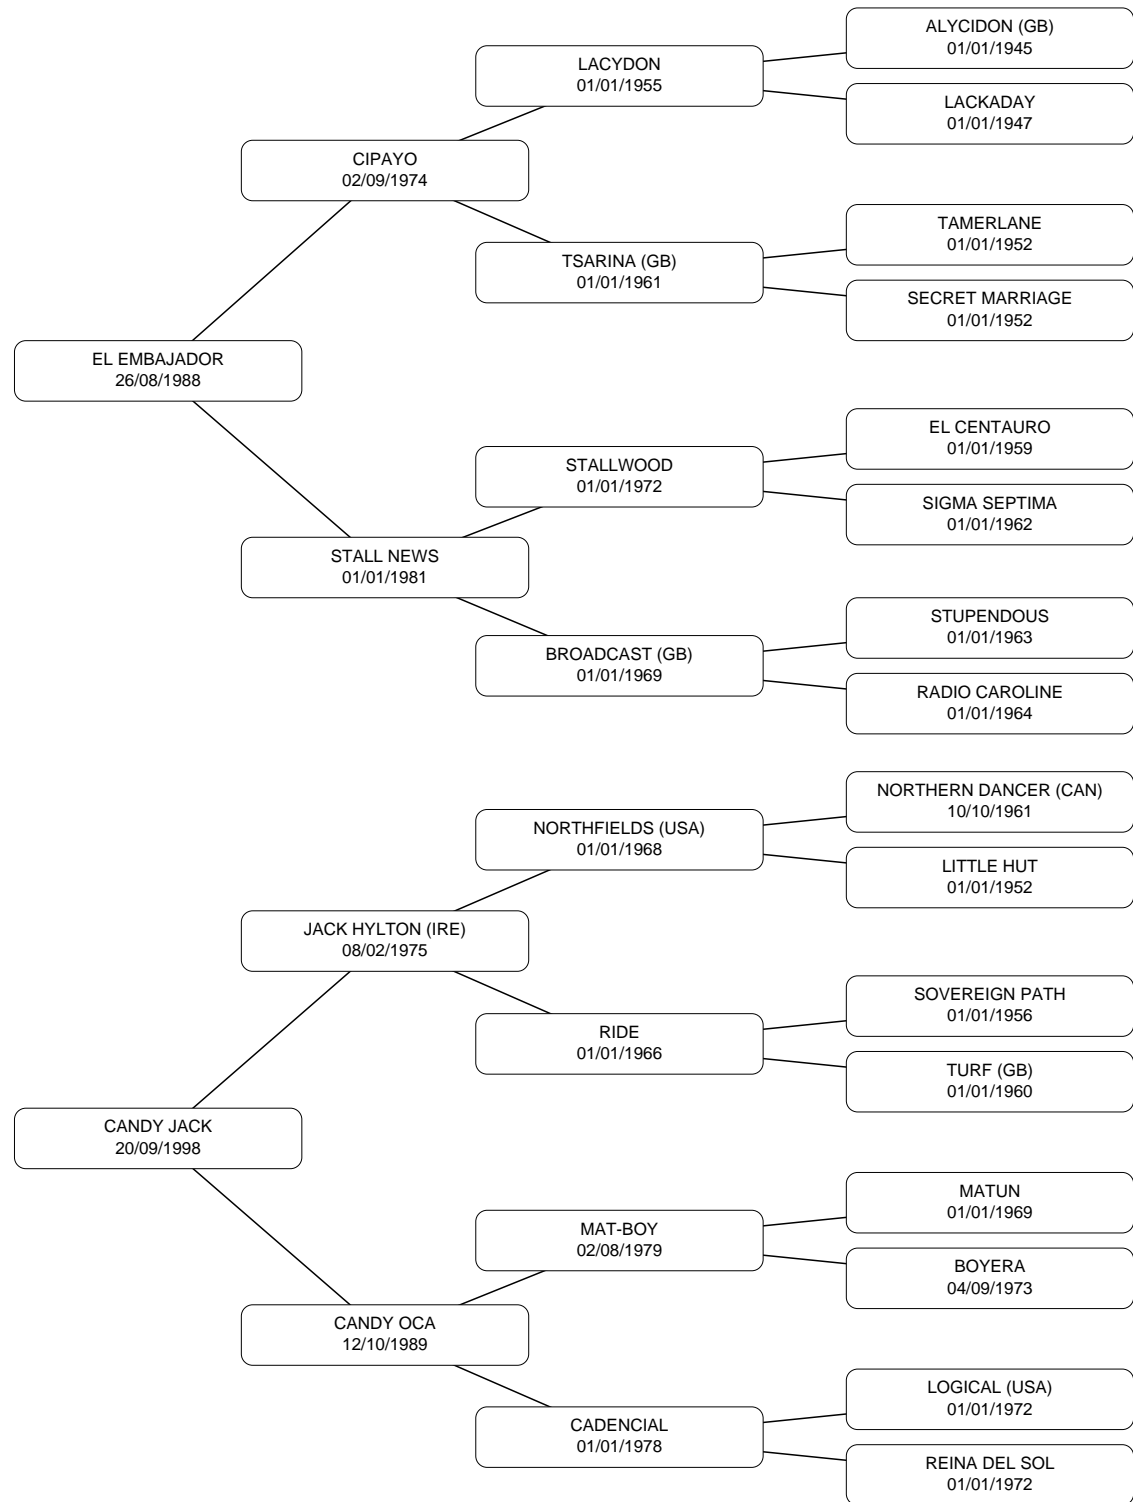 ALYCIDON (GB)
01/01/1945
LACYDON
01/01/1955
LACKADAY
01/01/1947
CIPAYO
02/09/1974
TAMERLANE
01/01/1952
TSARINA (GB)
01/01/1961
SECRET MARRIAGE
01/01/1952
EL EMBAJADOR
26/08/1988
EL CENTAURO
01/01/1959
STALLWOOD
01/01/1972
SIGMA SEPTIMA
01/01/1962
STALL NEWS
01/01/1981
STUPENDOUS
01/01/1963
BROADCAST (GB)
01/01/1969
RADIO CAROLINE
01/01/1964
NORTHERN DANCER (CAN)
10/10/1961
NORTHFIELDS (USA)
01/01/1968
LITTLE HUT
01/01/1952
JACK HYLTON (IRE)
08/02/1975
SOVEREIGN PATH
01/01/1956
RIDE
01/01/1966
TURF (GB)
01/01/1960
CANDY JACK
20/09/1998
MATUN
01/01/1969
MAT-BOY
02/08/1979
BOYERA
04/09/1973
CANDY OCA
12/10/1989
LOGICAL (USA)
01/01/1972
CADENCIAL
01/01/1978
REINA DEL SOL
01/01/1972